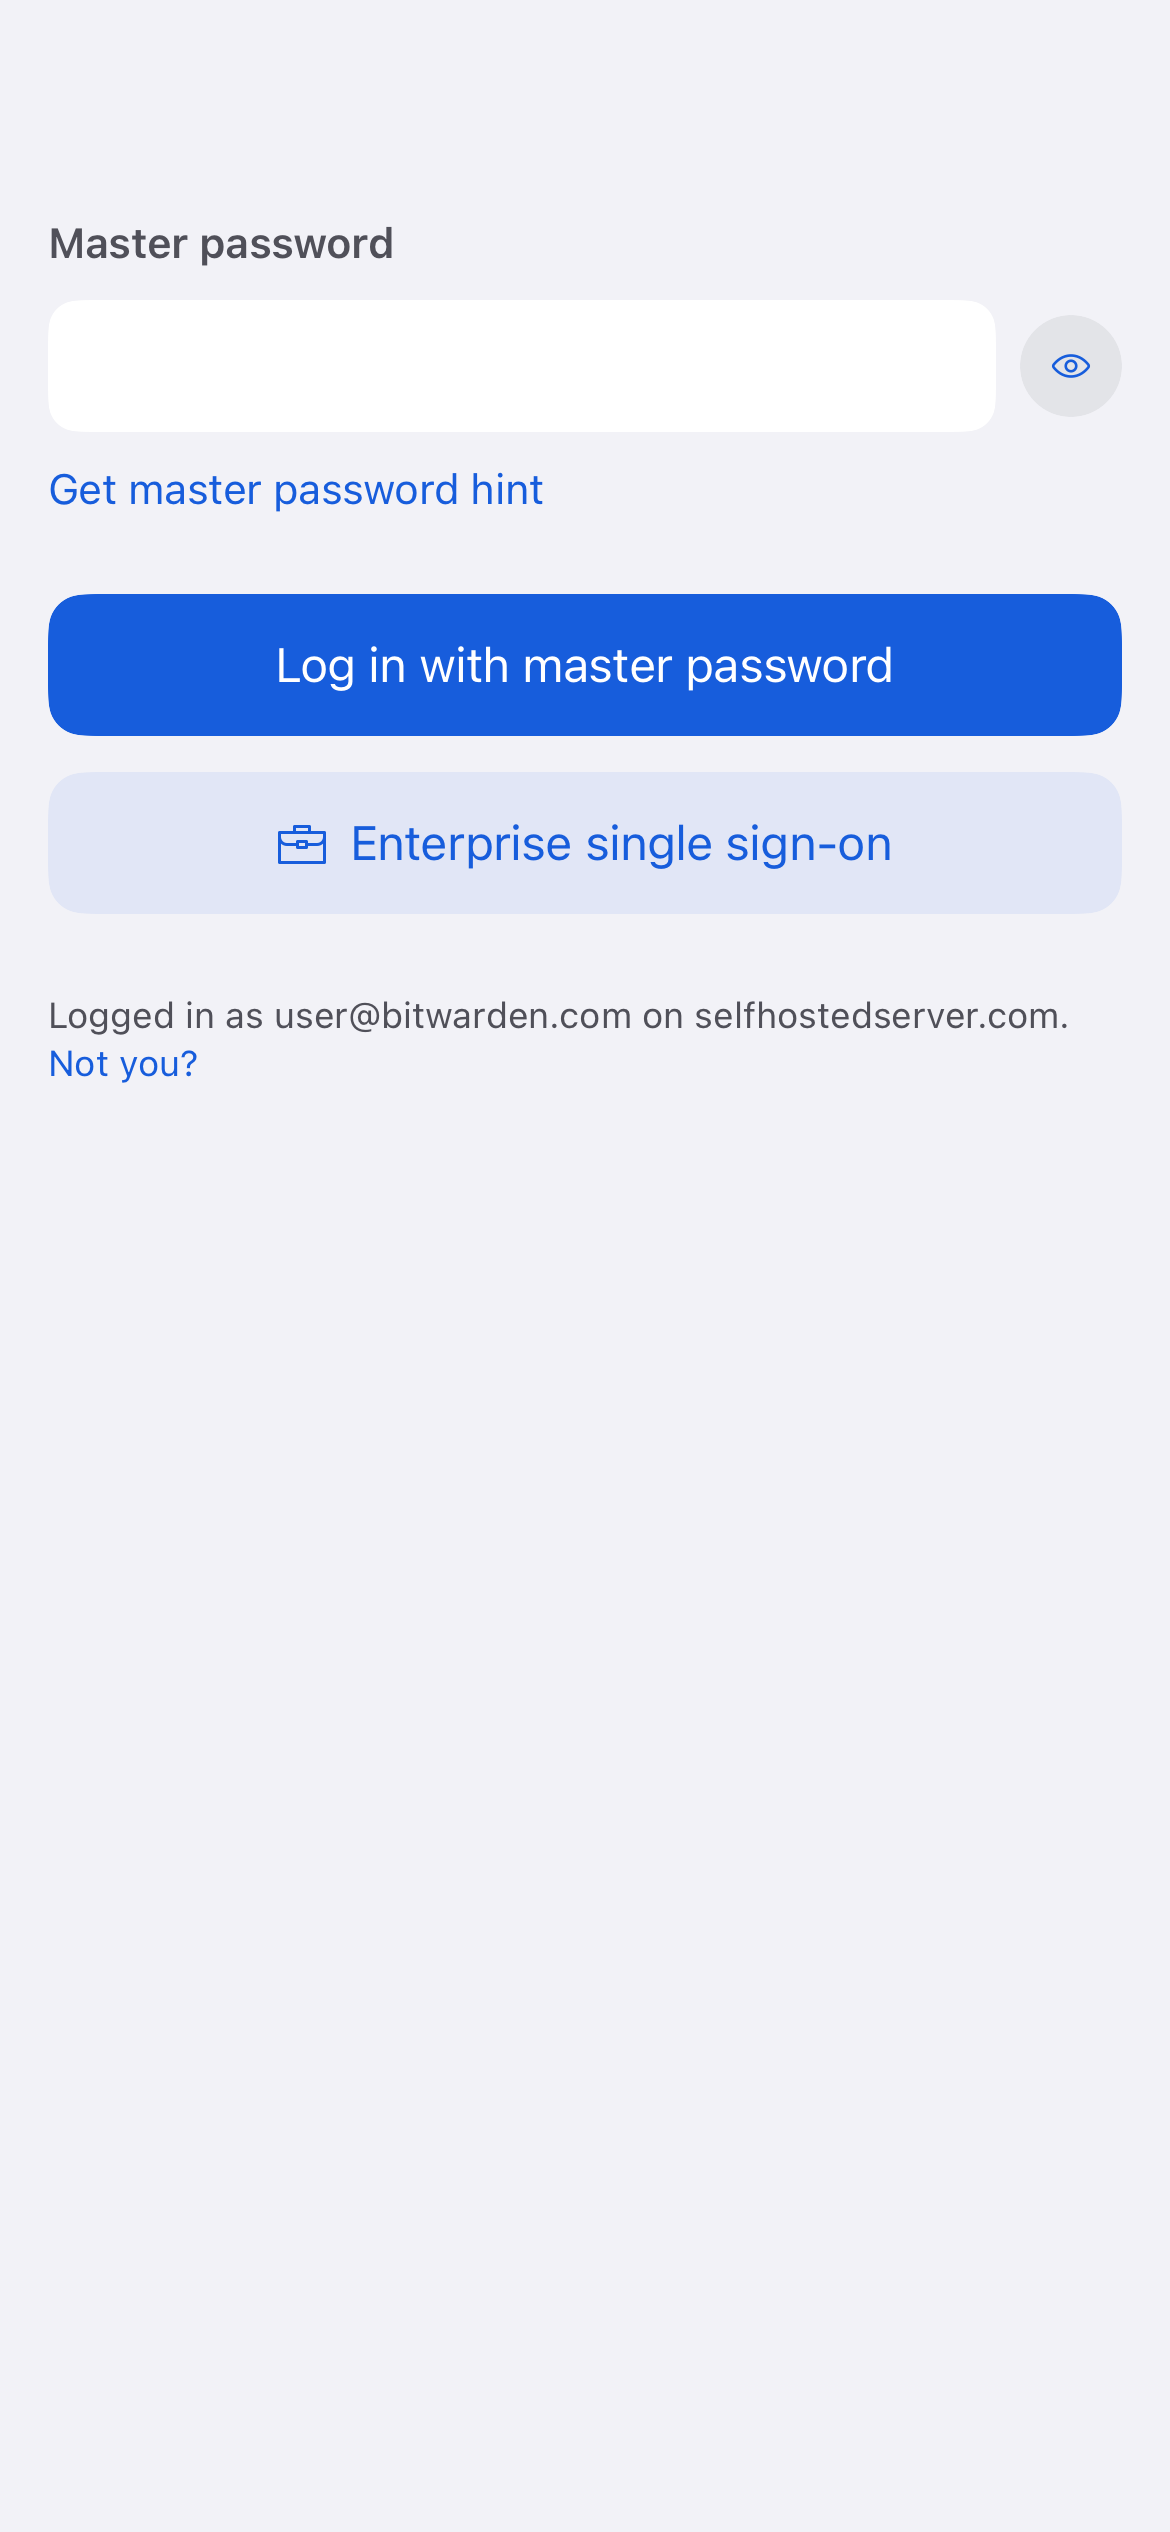 Master password
Get master password hint
Log in with master password
Enterprise single sign-on
Logged in as user@bitwarden.com on selfhostedserver.com.
Not you?